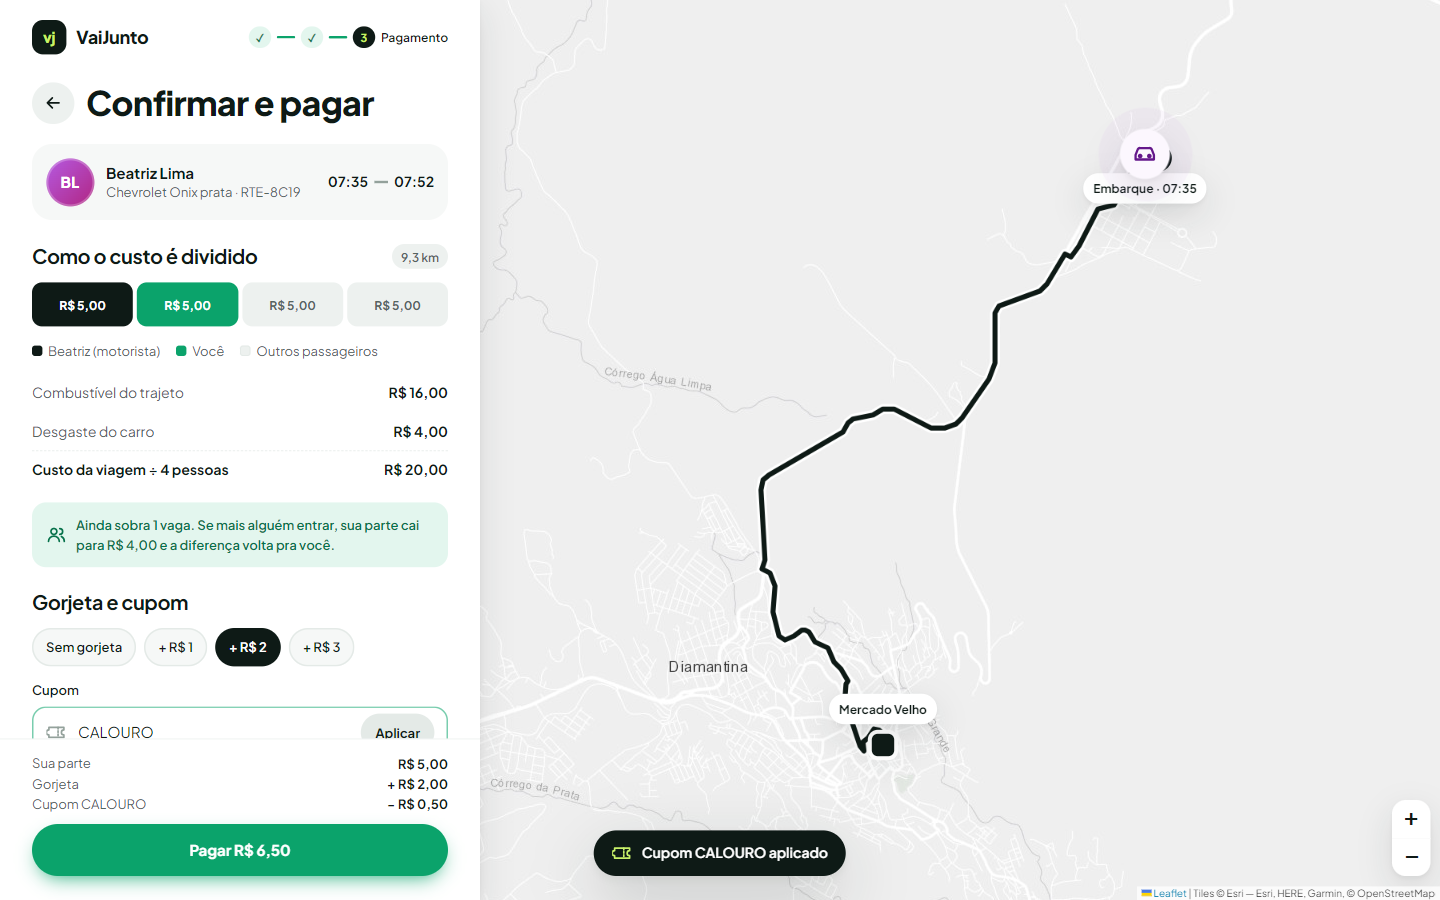 vj VaiJunto
✓ ✓ 3 Pagamento
Confirmar e pagar
BL
Beatriz Lima
Chevrolet Onix prata · RTE-8C19
07:35 — 07:52
Como o custo é dividido
9,3 km
R$ 5,00 R$ 5,00 R$ 5,00 R$ 5,00
Beatriz (motorista) Você Outros passageiros
Combustível do trajeto R$ 16,00
Desgaste do carro R$ 4,00
Custo da viagem ÷ 4 pessoas R$ 20,00
Ainda sobra 1 vaga. Se mais alguém entrar, sua parte cai
para R$ 4,00 e a diferença volta pra você.
Gorjeta e cupom
Sem gorjeta + R$ 1 + R$ 2 + R$ 3
Cupom
CALOURO Aplicar
Sua parte R$ 5,00
Gorjeta + R$ 2,00
Cupom CALOURO − R$ 0,50
Pagar R$ 6,50
Embarque · 07:35
Córrego Água Limpa
Diamantina
Mercado Velho
Grande
Córrego da Prata
Cupom CALOURO aplicado
+
−
Leaflet | Tiles © Esri — Esri, HERE, Garmin, © OpenStreetMap